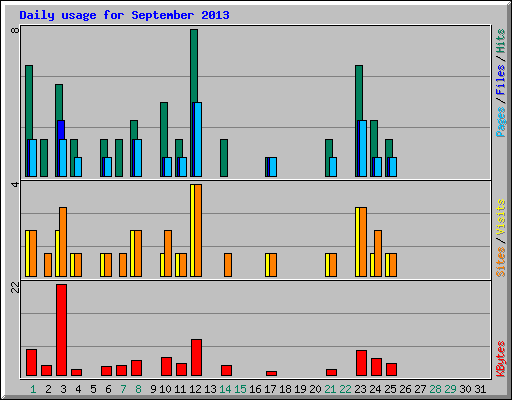 Daily usage for September 2013
8
Pages / Files / Hits
4
Sites / Visits
22
KBytes
1 2 3 4 5 6 7 8 9 10 11 12 13 14 15 16 17 18 19 20 21 22 23 24 25 26 27 28 29 30 31